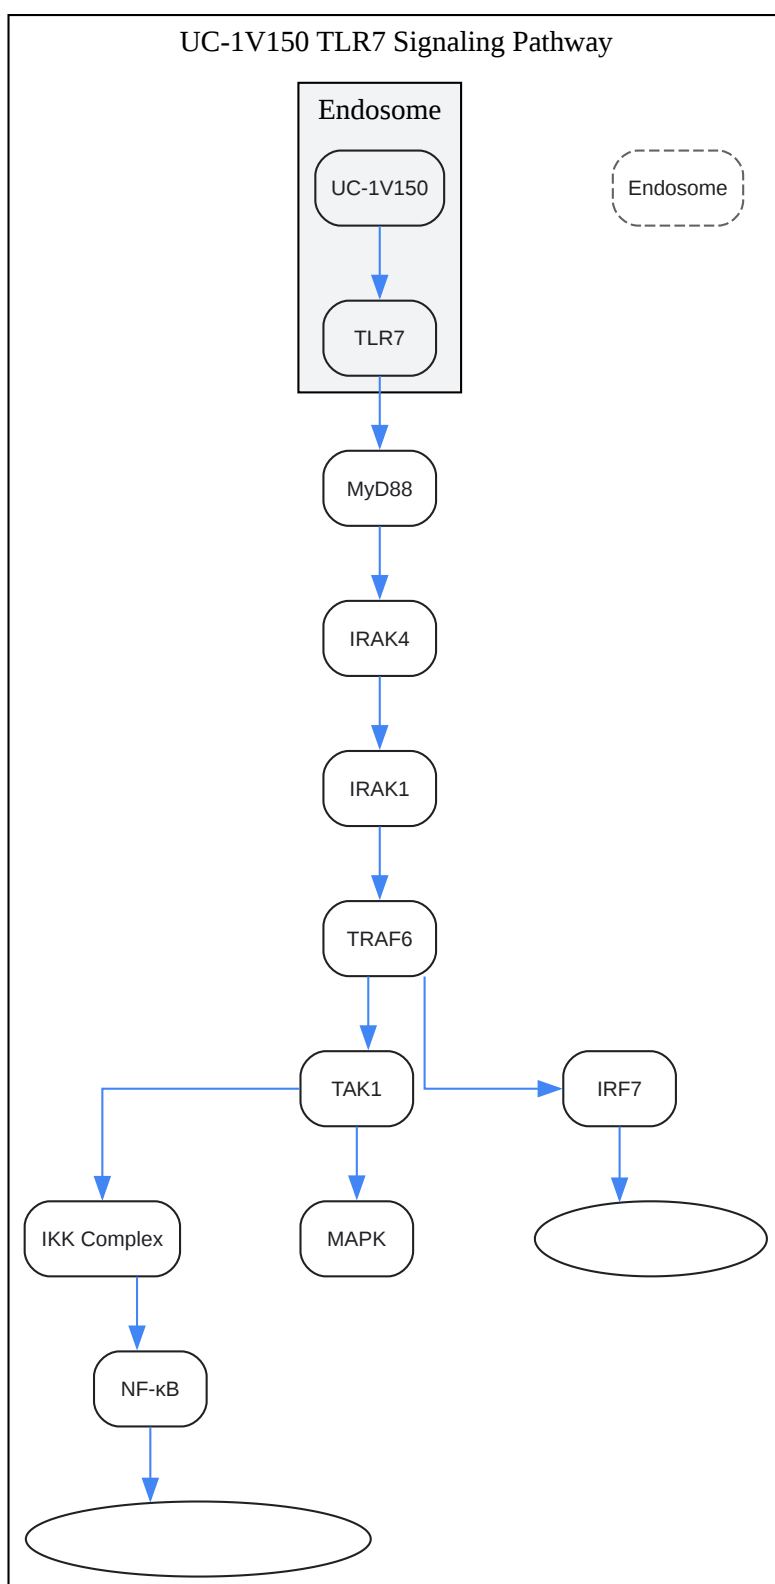 UC-1V150 TLR7 Signaling Pathway
Endosome
UC-1V150
Endosome
TLR7
MyD88
IRAK4
IRAK1
TRAF6
TAK1
IRF7
IKK Complex
MAPK
NF-κB